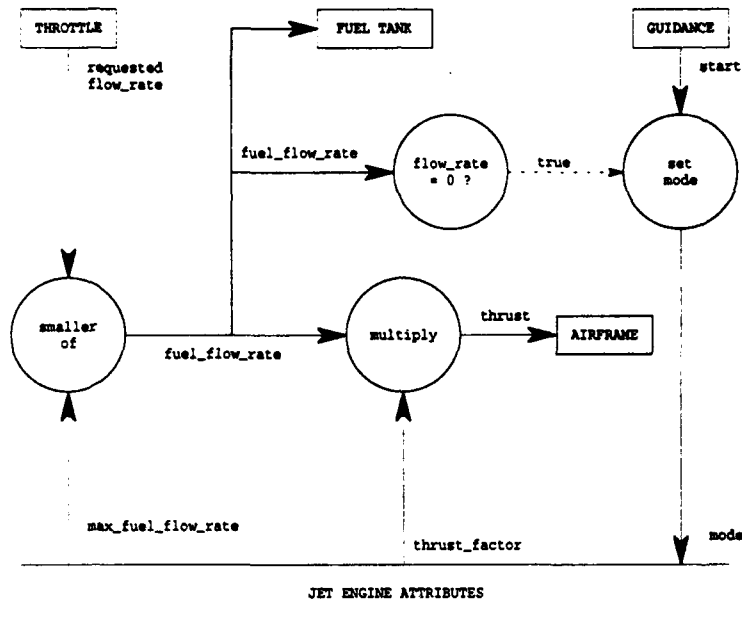 THROTTLE
FUEL TANK
GUIDANCE
requested
flow_rate
start
fuel_flow_rate
flow_rate
= 0 ?
true
set
mode
smaller
of
fuel_flow_rate
multiply
thrust
AIRFRAME
max_fuel_flow_rate
thrust_factor
mode
JET ENGINE ATTRIBUTES